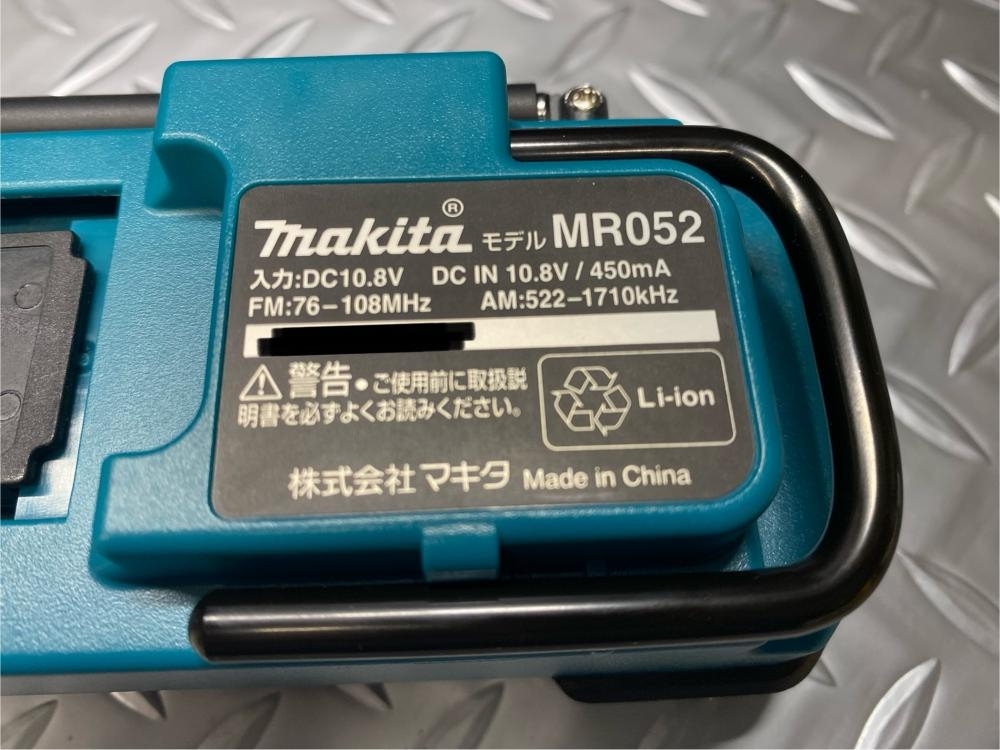 makita® モデル MR052
入力:DC10.8V DC IN 10.8V / 450mA
FM:76-108MHz AM:522-1710kHz
警告●ご使用前に取扱説
明書を必ずよくお読みください。
Li-ion
株式会社マキタ Made in China